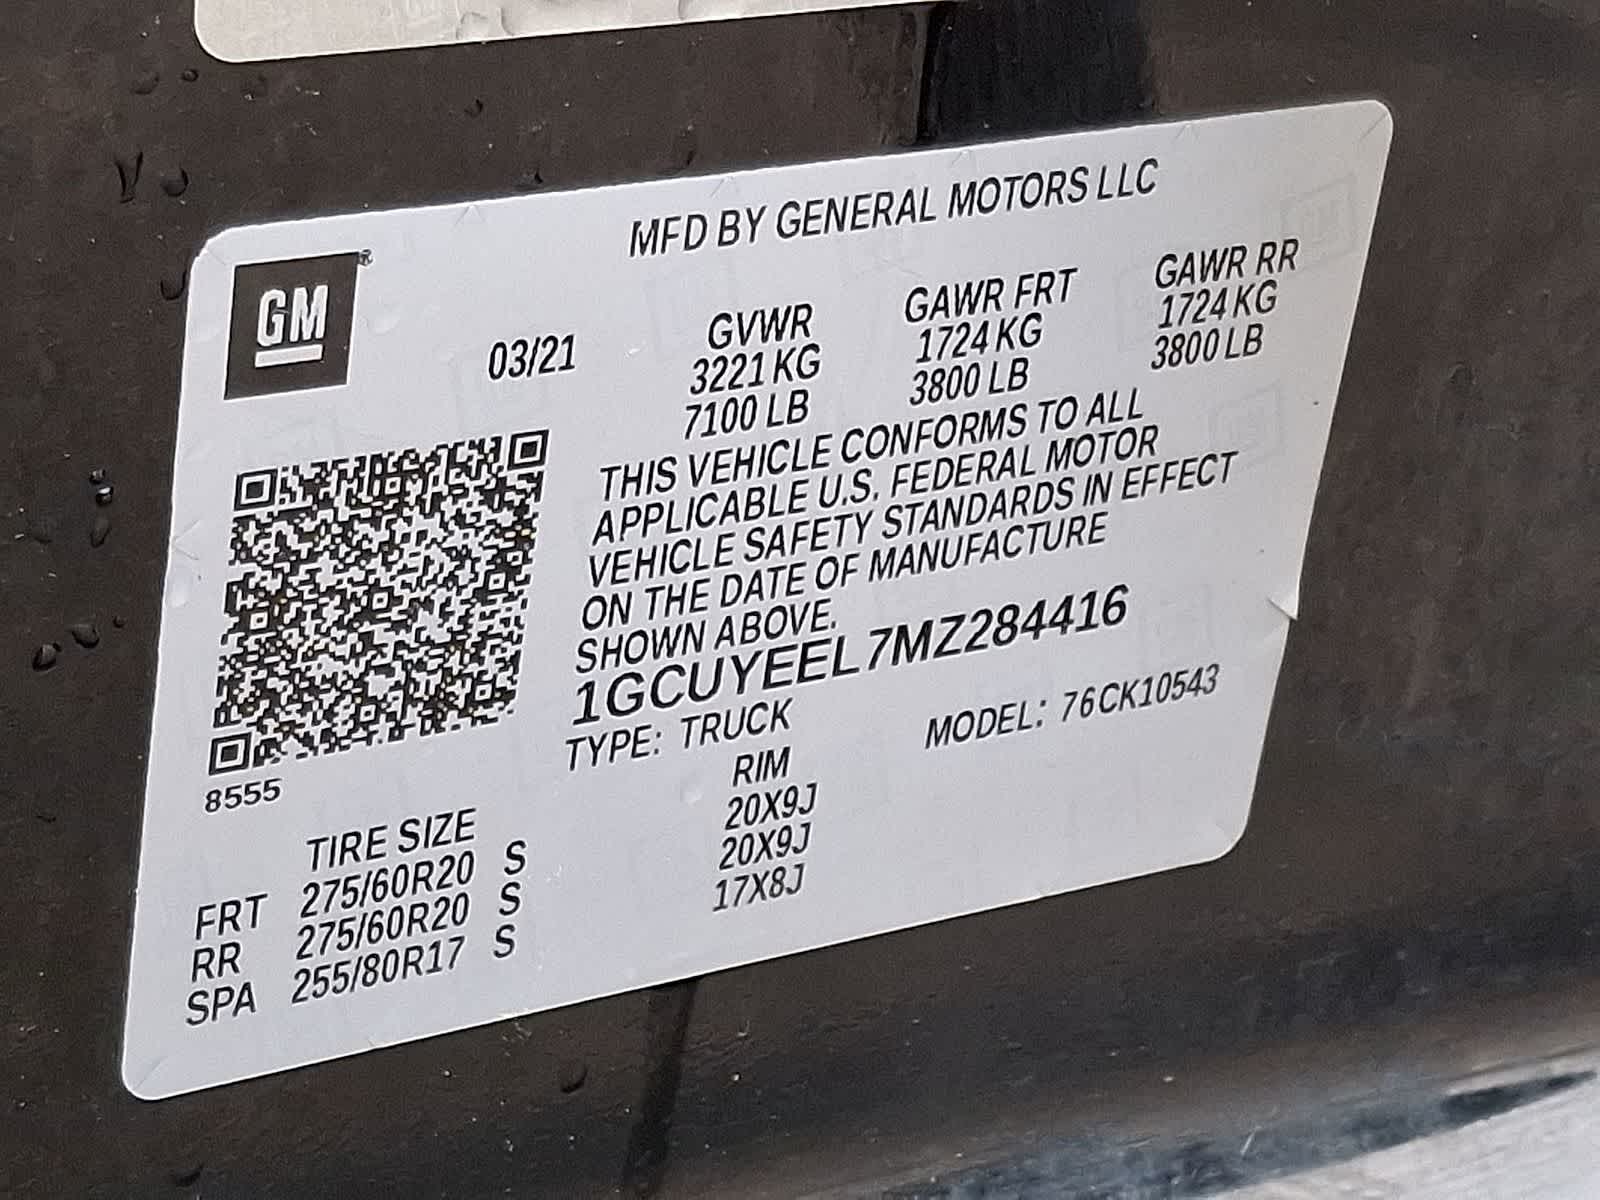 MFD BY GENERAL MOTORS LLC
GM®
03/21
GVWR GAWR FRT GAWR RR
3221 KG 1724 KG 1724 KG
7100 LB 3800 LB 3800 LB
THIS VEHICLE CONFORMS TO ALL
APPLICABLE U.S. FEDERAL MOTOR
VEHICLE SAFETY STANDARDS IN EFFECT
ON THE DATE OF MANUFACTURE
SHOWN ABOVE.
1GCUYEEL7MZ284416
TYPE: TRUCK MODEL: 76CK10543
8555
TIRE SIZE RIM
FRT 275/60R20 S 20X9J
RR 275/60R20 S 20X9J
SPA 255/80R17 S 17X8J